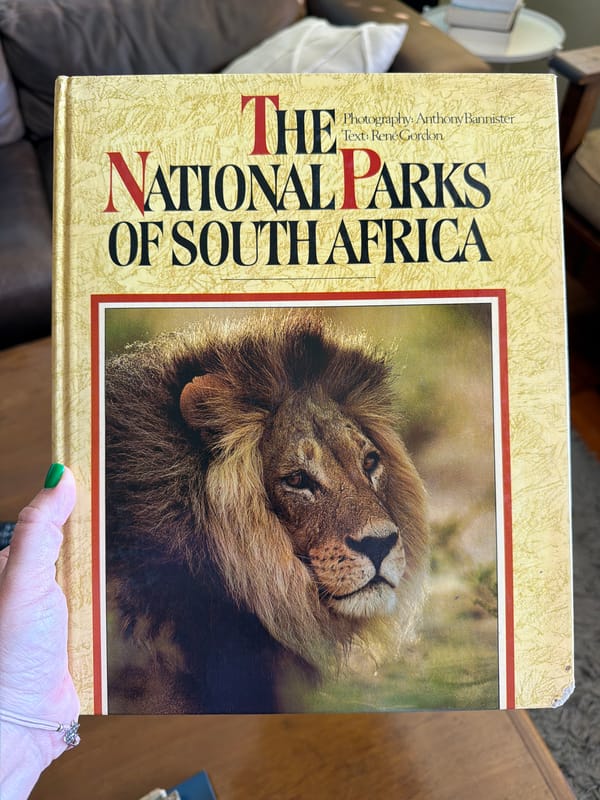 THE
Photography: Anthony Bannister
Text: René Gordon
NATIONAL PARKS
OF SOUTH AFRICA